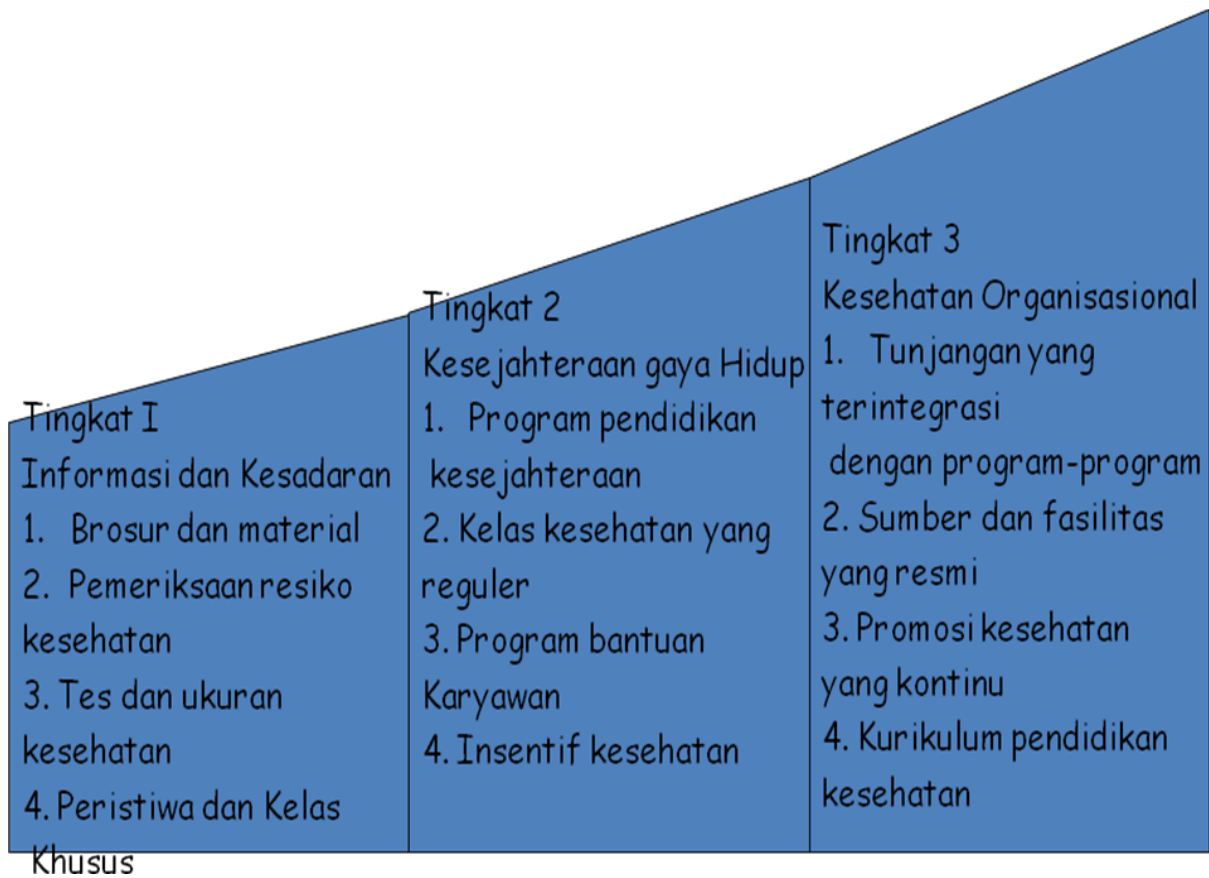 Tingkat I
Informasi dan Kesadaran
1. Brosur dan material
2. Pemeriksaan resiko
kesehatan
3. Tes dan ukuran
kesehatan
4. Peristiwa dan Kelas
Khusus
Tingkat 2
Kesejahteraan gaya Hidup
1. Program pendidikan
kesejahteraan
2. Kelas kesehatan yang
reguler
3. Program bantuan
Karyawan
4. Insentif kesehatan
Tingkat 3
Kesehatan Organisasional
1. Tunjangan yang
terintegrasi
dengan program-program
2. Sumber dan fasilitas
yang resmi
3. Promosi kesehatan
yang kontinu
4. Kurikulum pendidikan
kesehatan